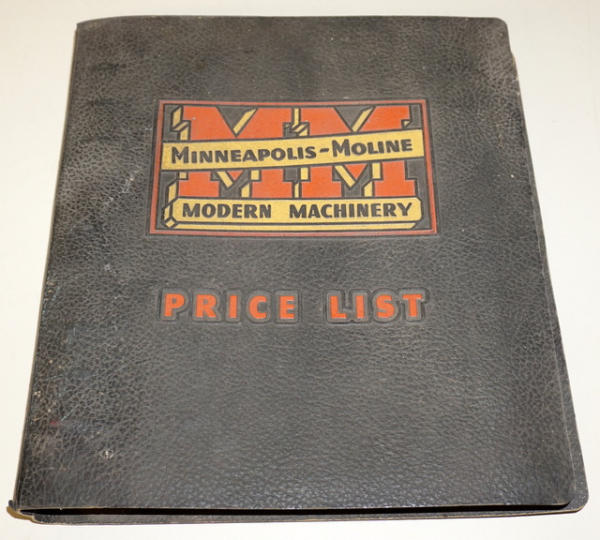 MM
MINNEAPOLIS-MOLINE
MODERN MACHINERY
PRICE LIST